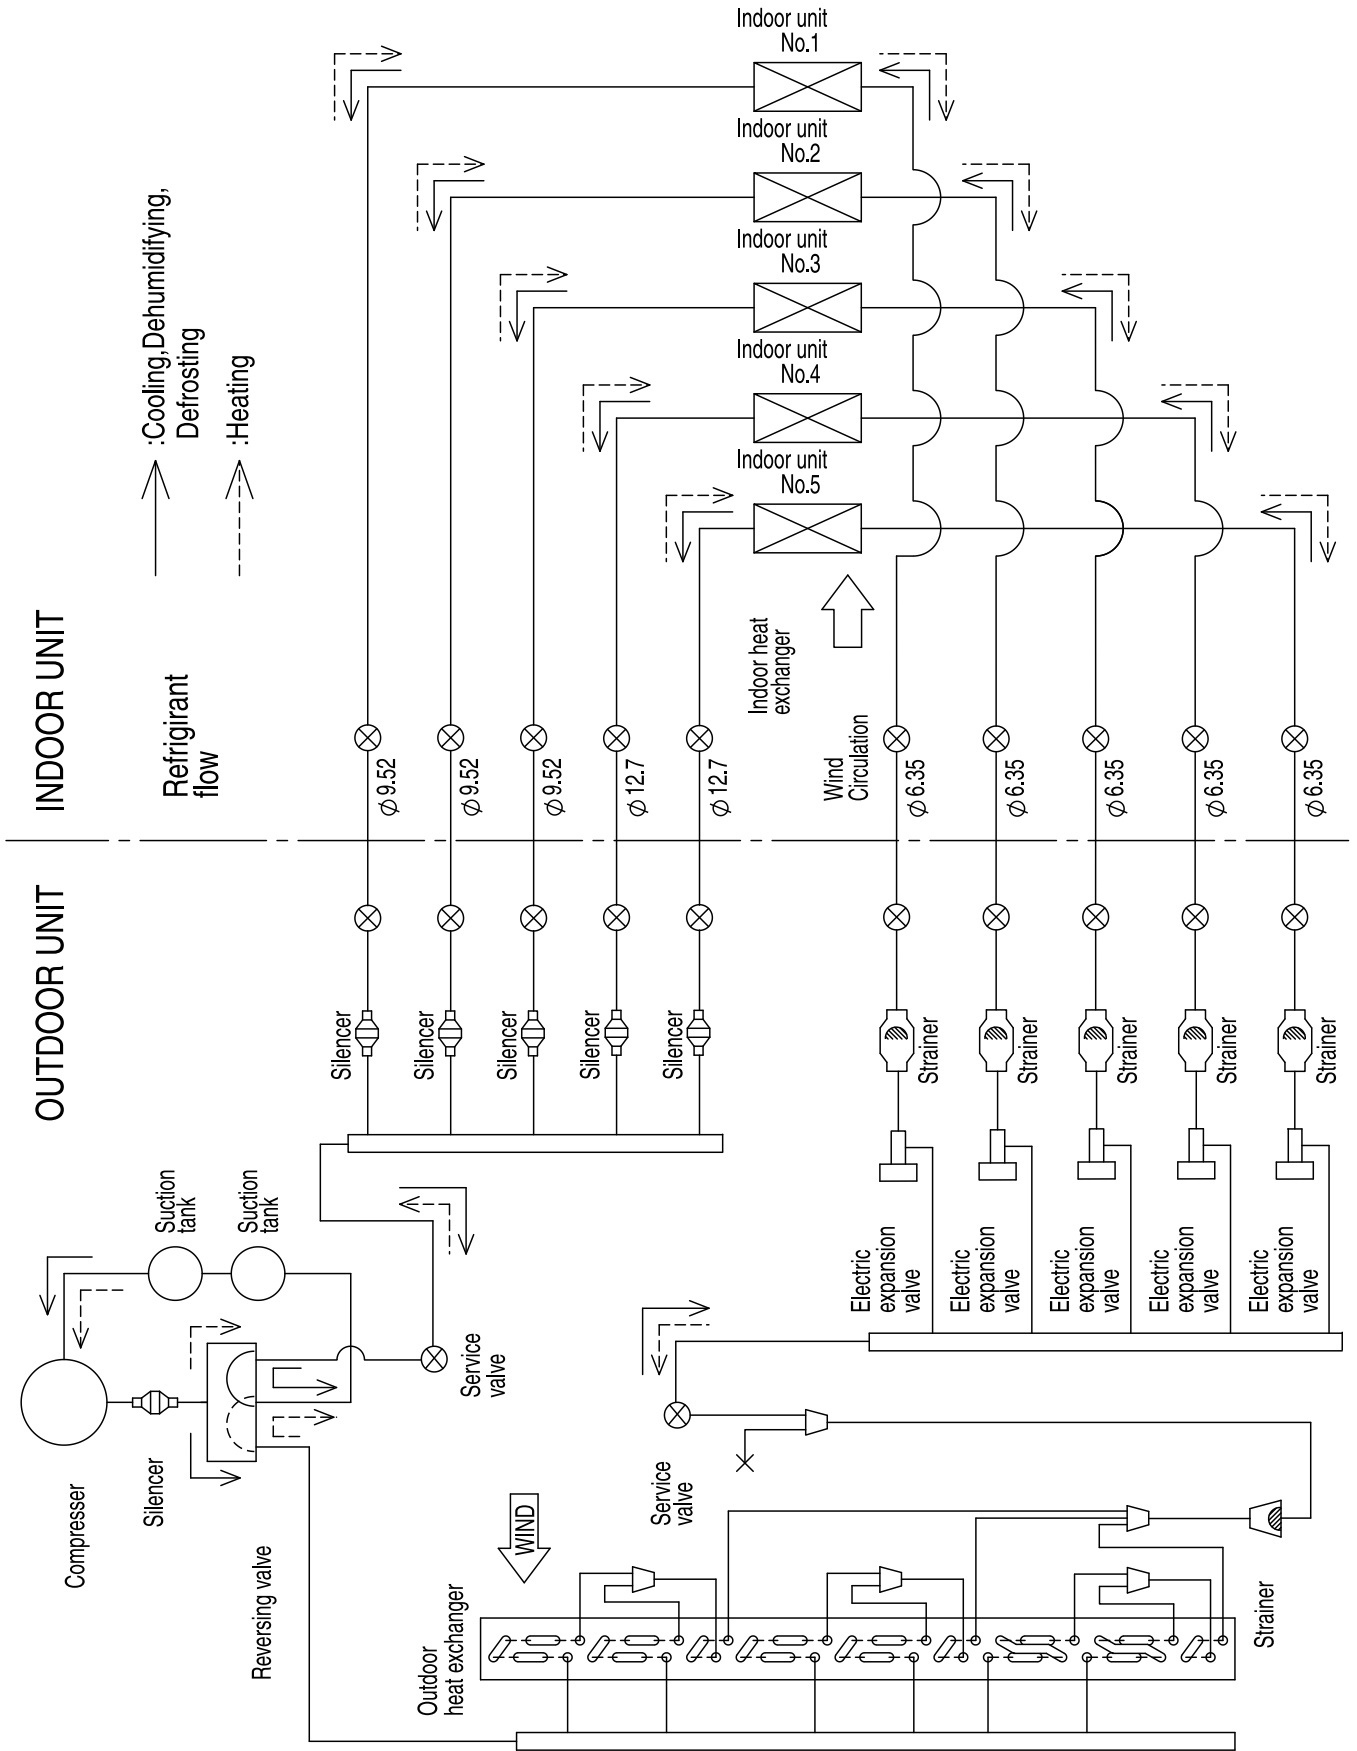 Indoor unit
No.1
Indoor unit
No.2
Indoor unit
No.3
Indoor unit
No.4
Indoor unit
No.5
:Cooling,Dehumidifying,
Defrosting
:Heating
INDOOR UNIT
Refrigirant
flow
Indoor heat
exchanger
Wind
Circulation
Ø 9.52
Ø 9.52
Ø 9.52
Ø 12.7
Ø 12.7
Ø 6.35
Ø 6.35
Ø 6.35
Ø 6.35
Ø 6.35
OUTDOOR UNIT
Silencer
Silencer
Silencer
Silencer
Silencer
Strainer
Strainer
Strainer
Strainer
Strainer
Suction
tank
Suction
tank
Electric
expansion
valve
Electric
expansion
valve
Electric
expansion
valve
Electric
expansion
valve
Electric
expansion
valve
Service
valve
Compresser
Silencer
Reversing valve
WIND
Service
valve
Outdoor
heat exchanger
Strainer